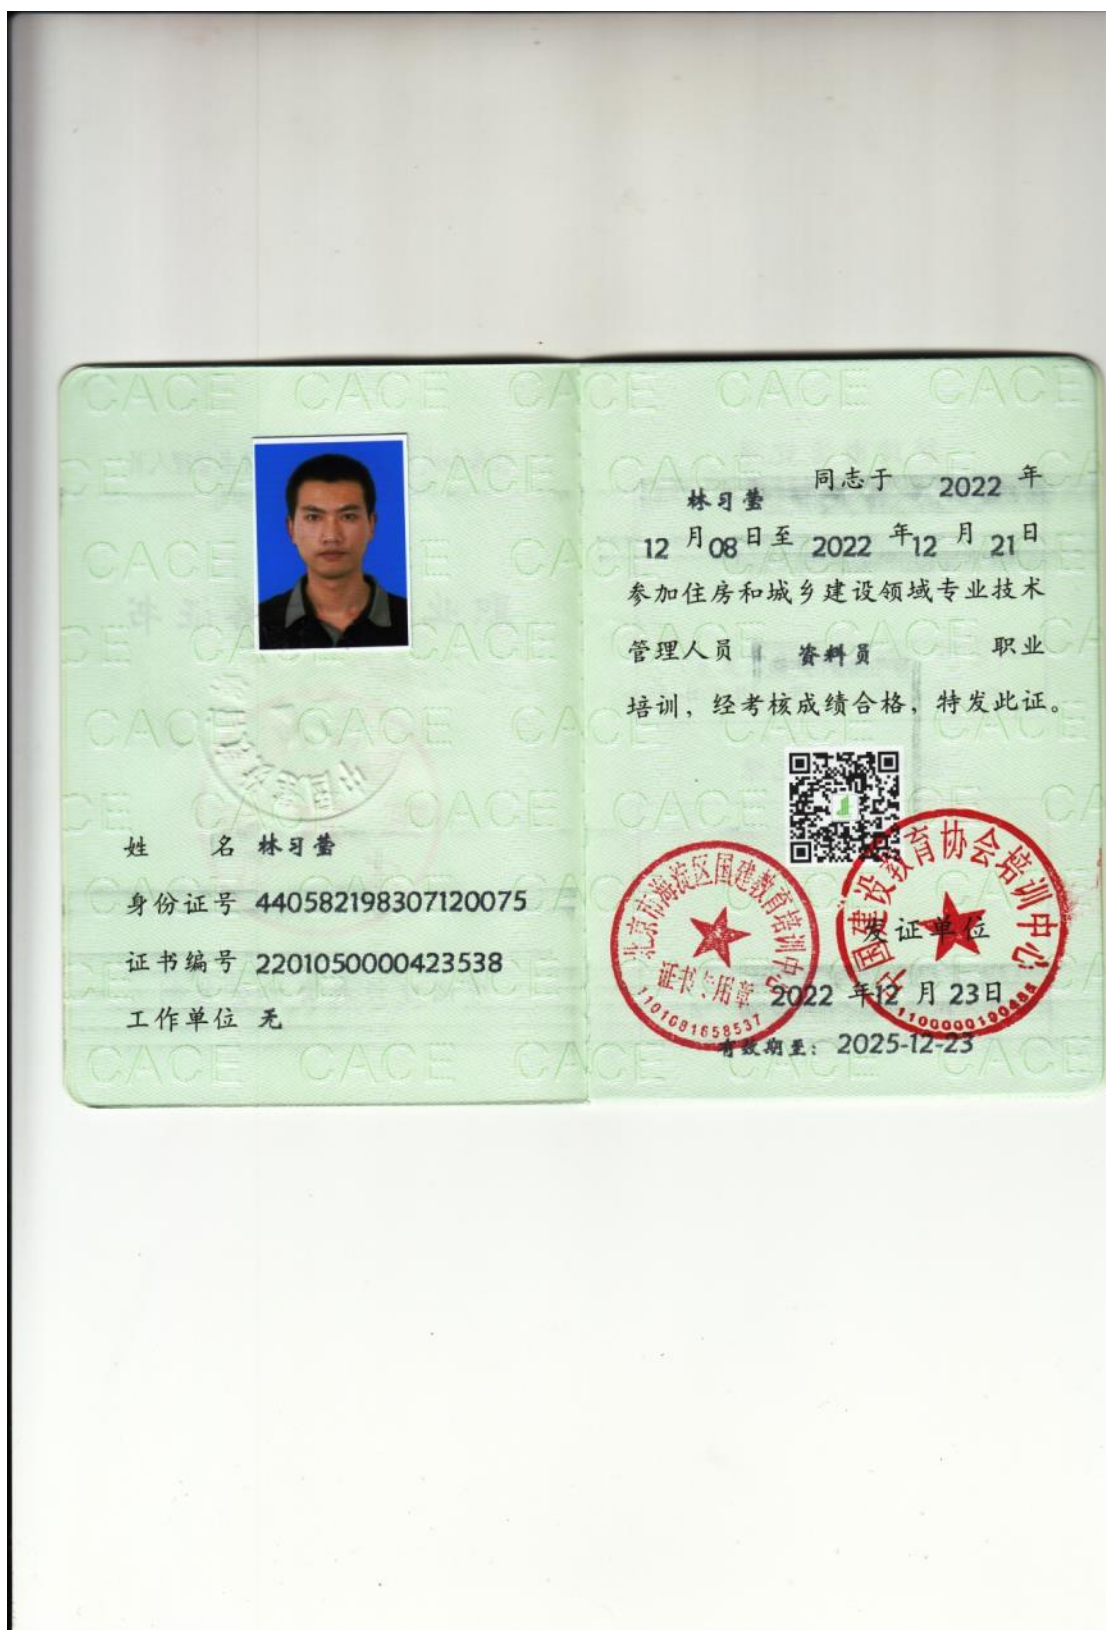 姓 名 林习莹
身份证号 440582198307120075
证书编号 2201050000423538
工作单位 无
林习莹 同志于 2022 年
12 月 08 日至 2022 年 12 月 21 日
参加住房和城乡建设领域专业技术
管理人员 资料员 职业
培训，经考核成绩合格，特发此证。
北京市海淀区国建教育培训中心
证书专用章
1101081658537
中国建设教育协会培训中心
发证单位
2022 年 12 月 23 日
有效期至： 2025-12-23
CACE